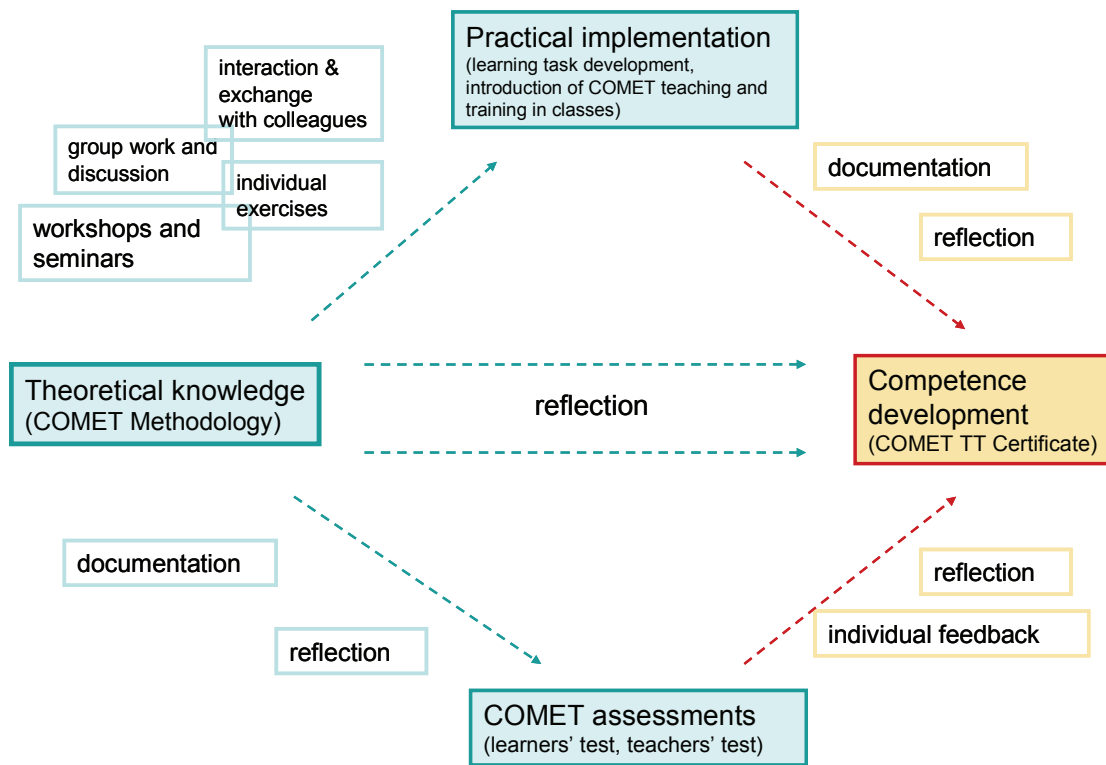 Practical implementation
(learning task development,
introduction of COMET teaching and
training in classes)
interaction &
exchange
with colleagues
group work and
discussion
individual
exercises
workshops and
seminars
documentation
reflection
Theoretical knowledge
(COMET Methodology)
reflection
Competence
development
(COMET TT Certificate)
documentation
reflection
reflection
individual feedback
COMET assessments
(learners’ test, teachers’ test)